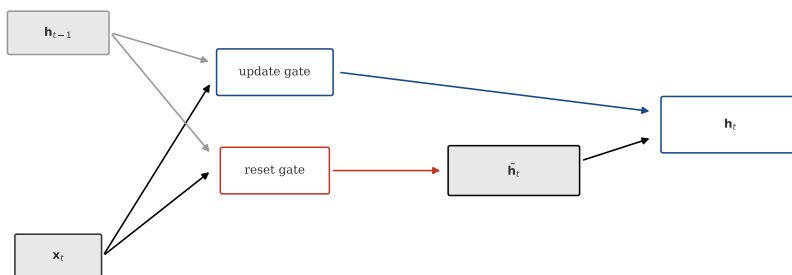 h_{t−1}
update gate
h_t
reset gate
h̃_t
x_t